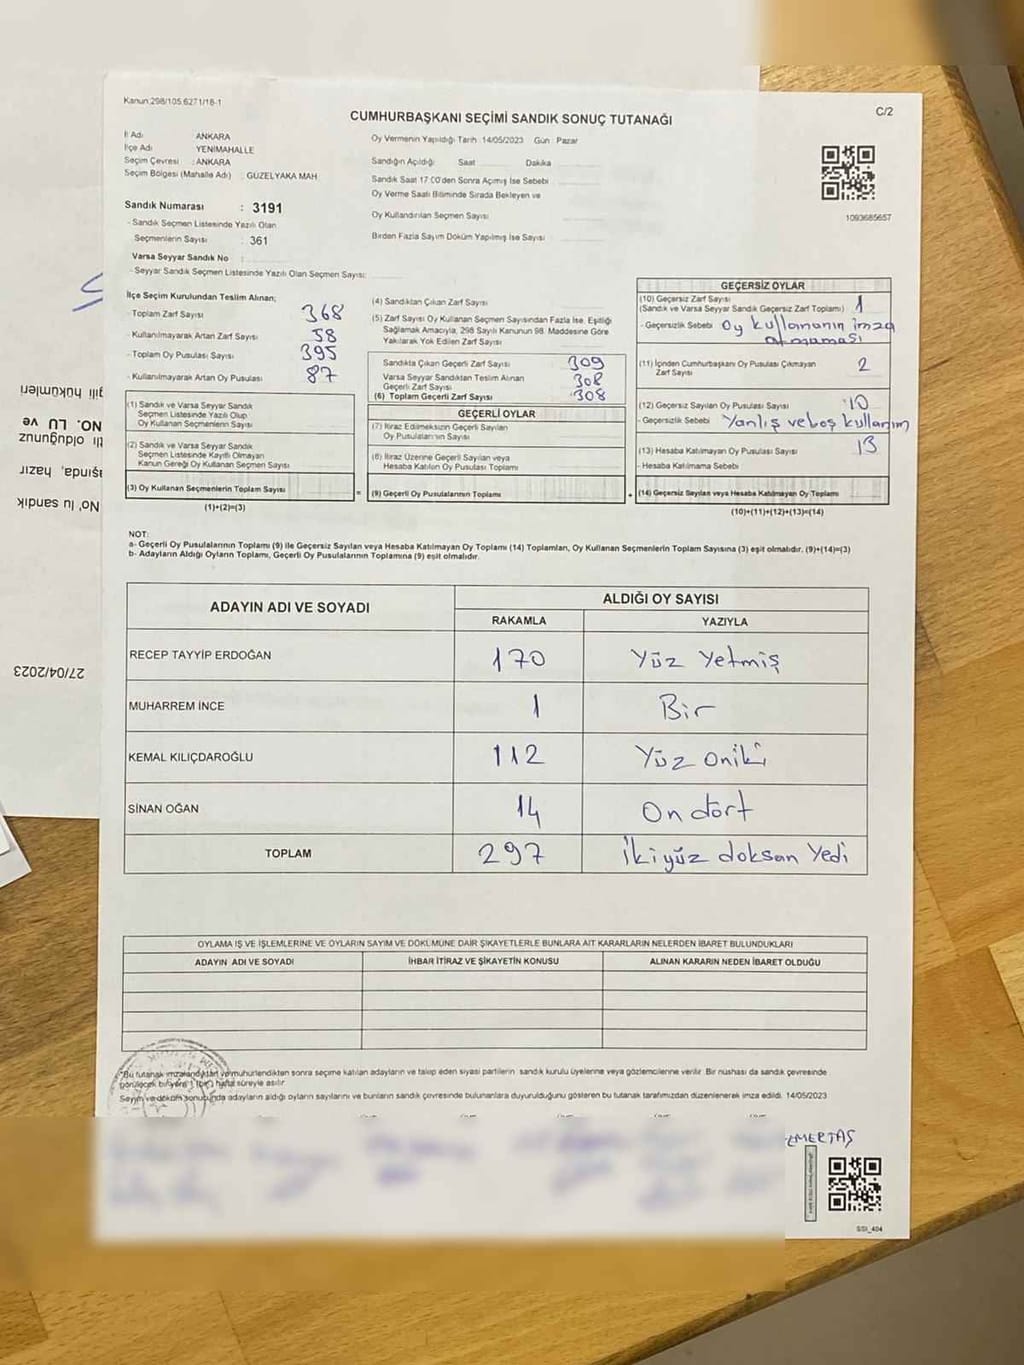 Kanun:298/105,6271/18-1
C/2
CUMHURBAŞKANI SEÇİMİ SANDIK SONUÇ TUTANAĞI
İl Adı ANKARA
İlçe Adı YENİMAHALLE
Seçim Çevresi : ANKARA
Seçim Bölgesi (Mahalle Adı) : GÜZELYAKA MAH
Sandık Numarası : 3191
- Sandık Seçmen Listesinde Yazılı Olan
Seçmenlerin Sayısı : 361
Varsa Seyyar Sandık No :
- Seyyar Sandık Seçmen Listesinde Yazılı Olan Seçmen Sayısı:
Oy Vermenin Yapıldığı Tarih 14/05/2023 Gün : Pazar
Sandığın Açıldığı Saat Dakika
Sandık Saat 17:00'den Sonra Açımış İse Sebebi
Oy Verme Saati Bitiminde Sırada Bekleyen ve
Oy Kullandırılan Seçmen Sayısı
Birden Fazla Sayım Döküm Yapılmış İse Sayısı
1093685657
İlçe Seçim Kurulundan Teslim Alınan;
- Toplam Zarf Sayısı 368
- Kullanılmayarak Artan Zarf Sayısı 58
- Toplam Oy Pusulası Sayısı 395
- Kullanılmayarak Artan Oy Pusulası 87
(1) Sandık ve Varsa Seyyar Sandık
Seçmen Listesinde Yazılı Olup
Oy Kullanan Seçmenlerin Sayısı
(2) Sandık ve Varsa Seyyar Sandık
Seçmen Listesinde Kayıtlı Olmayan
Kanun Gereği Oy Kullanan Seçmen Sayısı
(3) Oy Kullanan Seçmenlerin Toplam Sayısı
(1)+(2)=(3)
(4) Sandıktan Çıkan Zarf Sayısı
(5) Zarf Sayısı Oy Kullanan Seçmen Sayısından Fazla İse, Eşitliği
Sağlamak Amacıyla, 298 Sayılı Kanunun 98. Maddesine Göre
Yakılarak Yok Edilen Zarf Sayısı
Sandıkta Çıkan Geçerli Zarf Sayısı 309
Varsa Seyyar Sandıktan Teslim Alınan
Geçerli Zarf Sayısı 308
(6) Toplam Geçerli Zarf Sayısı 308
GEÇERLİ OYLAR
(7) İtiraz Edilmeksizin Geçerli Sayılan
Oy Pusulalarının Sayısı
(8) İtiraz Üzerine Geçerli Sayılan veya
Hesaba Katılan Oy Pusulası Toplamı
= (9) Geçerli Oy Pusulalarının Toplamı
GEÇERSİZ OYLAR
(10) Geçersiz Zarf Sayısı
(Sandık ve Varsa Seyyar Sandık Geçersiz Zarf Toplamı) 1
- Geçersizlik Sebebi Oy kullananın imza
atmaması
(11) İçinden Cumhurbaşkanı Oy Pusulası Çıkmayan 2
Zarf Sayısı
(12) Geçersiz Sayılan Oy Pusulası Sayısı 10
- Geçersizlik Sebebi Yanlış ve boş kullanım
(13) Hesaba Katılmayan Oy Pusulası Sayısı 13
- Hesaba Katılmama Sebebi
+ (14) Geçersiz Sayılan veya Hesaba Katılmayan Oy Toplamı
(10)+(11)+(12)+(13)=(14)
NOT:
a- Geçerli Oy Pusulalarının Toplamı (9) ile Geçersiz Sayılan veya Hesaba Katılmayan Oy Toplamı (14) Toplamları, Oy Kullanan Seçmenlerin Toplam Sayısına (3) eşit olmalıdır. (9)+(14)=(3)
b- Adayların Aldığı Oyların Toplamı, Geçerli Oy Pusulalarının Toplamına (9) eşit olmalıdır.
ADAYIN ADI VE SOYADI ALDIĞI OY SAYISI
RAKAMLA YAZIYLA
RECEP TAYYİP ERDOĞAN 170 Yüz Yetmiş
MUHARREM İNCE 1 Bir
KEMAL KILIÇDAROĞLU 112 Yüz oniki
SİNAN OĞAN 14 On dört
TOPLAM 297 İkiyüz doksan Yedi
OYLAMA İŞ VE İŞLEMLERİNE VE OYLARIN SAYIM VE DÖKÜMÜNE DAİR ŞİKAYETLERLE BUNLARA AİT KARARLARIN NELERDEN İBARET BULUNDUKLARI
ADAYIN ADI VE SOYADI İHBAR İTİRAZ VE ŞİKAYETİN KONUSU ALINAN KARARIN NEDEN İBARET OLDUĞU
"Bu tutanak imzalandıktan ve mühürlendikten sonra seçime katılan adayların ve takip eden siyasi partilerin sandık kurulu üyelerine veya gözlemcilerine verilir. Bir nüshası da sandık çevresinde
görülecek bir yere 1 (bir) hafta süreyle asılır
Sayım ve döküm sonucunda adayların aldığı oyların sayılarını ve bunların sandık çevresinde bulunanlara duyurulduğunu gösteren bu tutanak tarafımızdan düzenlenerek imza edildi. 14/05/2023
SSI_404
27/04/2023
No'lu sandık
aşında, hazır
tlı olduğunuz
NO. LU ve
gili hükümleri